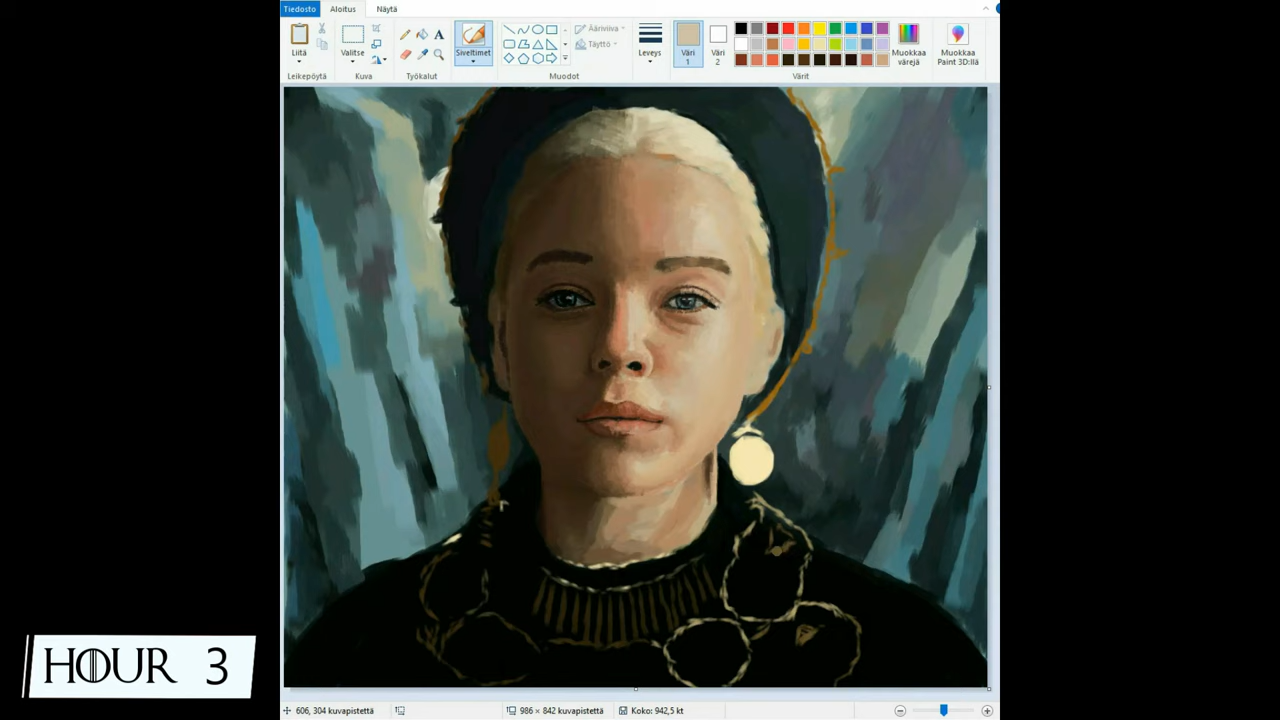 Tiedosto Aloitus Näytä
Liitä Valitse A Siveltimet Ääriviiva Täyttö Leveys Väri 1 Väri 2 Muokkaa värejä Muokkaa Paint 3D:llä
Leikepöytä Kuva Työkalut Muodot Värit
HOUR 3
606, 304 kuvapistettä 986 × 842 kuvapistettä Koko: 942,5 kt